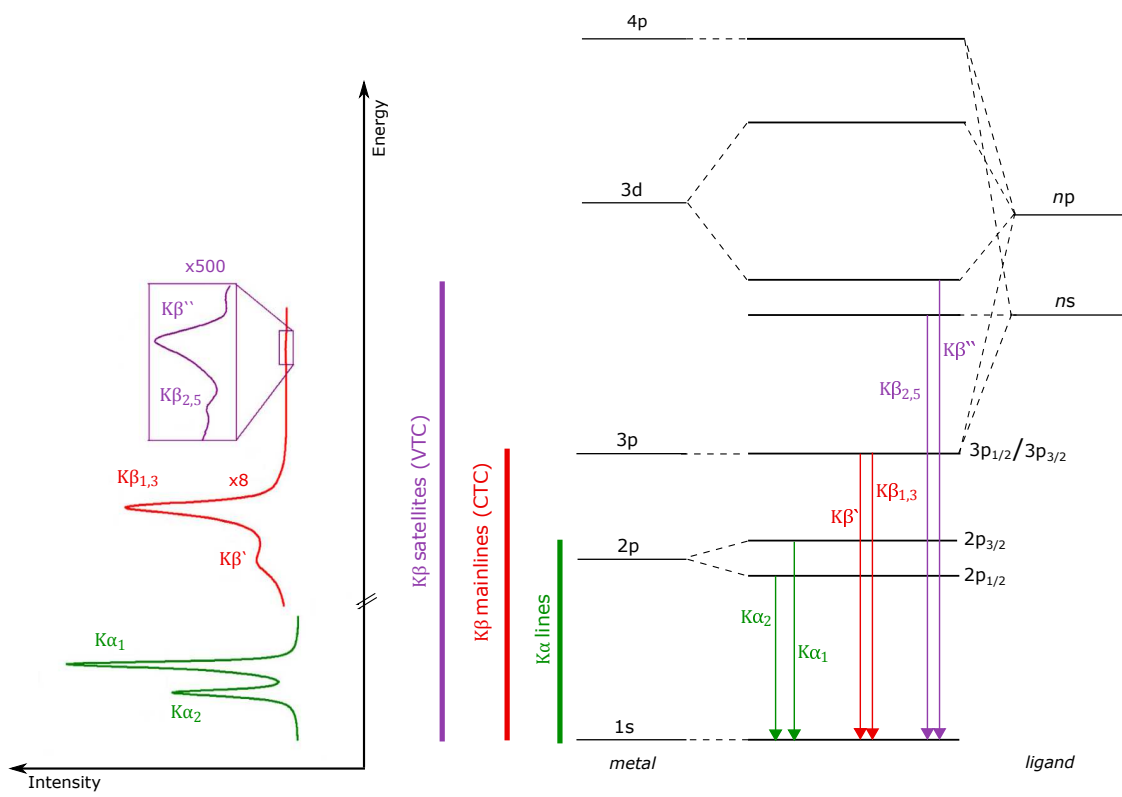 4p
Energy
3d
np
x500
Kβ``
Kβ2,5
ns
Kβ``
Kβ2,5
3p
3p1/2/3p3/2
Kβ1,3
x8
Kβ`
Kβ satellites (VTC)
Kβ mainlines (CTC)
Kα lines
Kβ1,3
Kβ`
2p
2p3/2
2p1/2
Kα1
Kα2
Kα2
Kα1
1s
metal
ligand
Intensity